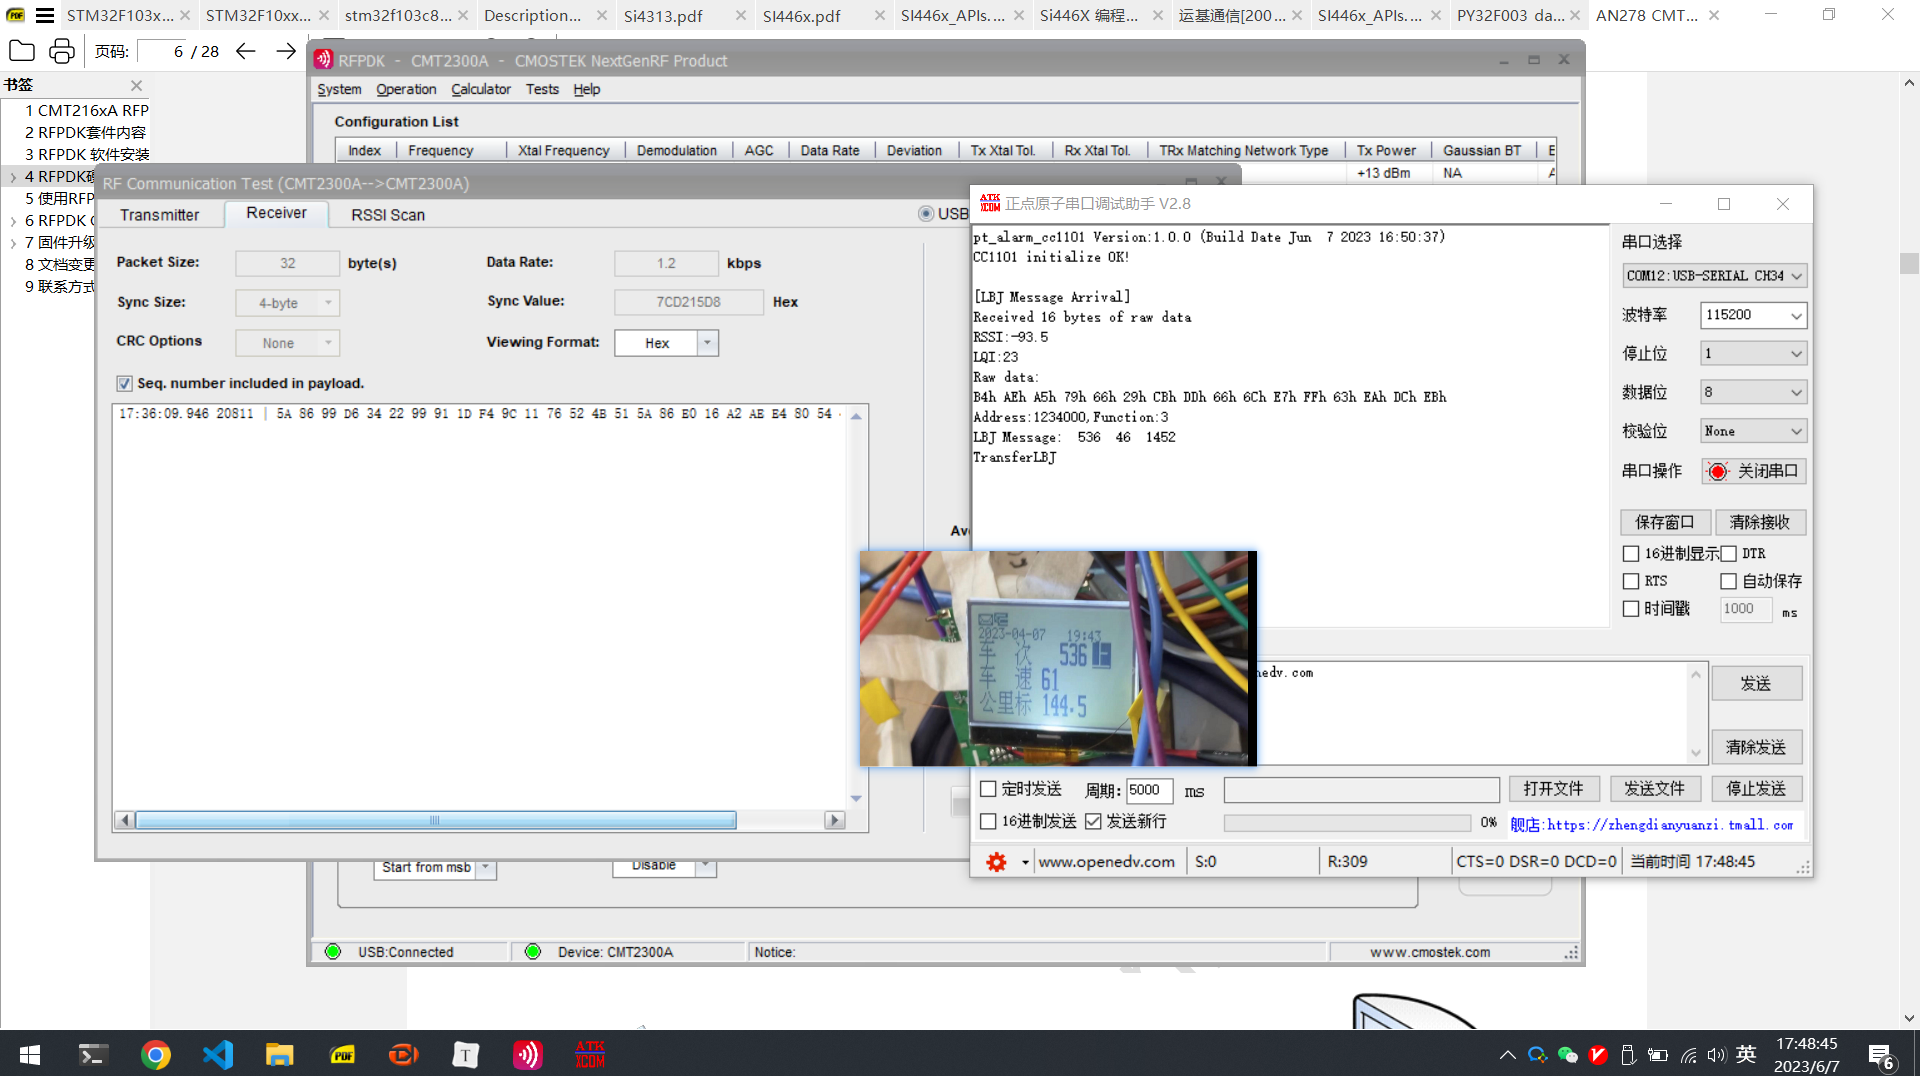 STM32F103x...
STM32F10xx...
stm32f103c8...
Description...
Si4313.pdf
SI446x.pdf
SI446x_APIs...
Si446X 编程...
运基通信[200...
SI446x_APIs...
PY32F003 da...
AN278 CMT...
页码: 6 / 28
书签
1 CMT216xA RFP
2 RFPDK套件内容
3 RFPDK 软件安装
4 RFPDK硬
5 使用RFP
6 RFPDK
7 固件升级
8 文档变更
9 联系方式
RFPDK - CMT2300A - CMOSTEK NextGenRF Product
System Operation Calculator Tests Help
Configuration List
Index Frequency Xtal Frequency Demodulation AGC Data Rate Deviation Tx Xtal Tol. Rx Xtal Tol. TRx Matching Network Type Tx Power Gaussian BT
+13 dBm NA
RF Communication Test (CMT2300A-->CMT2300A)
Transmitter Receiver RSSI Scan USB
Packet Size: 32 byte(s) Data Rate: 1.2 kbps
Sync Size: 4-byte Sync Value: 7CD215D8 Hex
CRC Options None Viewing Format: Hex
Seq. number included in payload.
17:36:09.946 20811 | 5A 86 99 D6 34 22 99 91 1D F4 9C 11 76 52 4B 51 5A 86 E0 16 A2 AE E4 80 54
Start from msb Disable
USB:Connected Device: CMT2300A Notice: www.cmostek.com
ATK XCOM 正点原子串口调试助手 V2.8
pt_alarm_cc1101 Version:1.0.0 (Build Date Jun  7 2023 16:50:37)
CC1101 initialize OK!
[LBJ Message Arrival]
Received 16 bytes of raw data
RSSI:-93.5
LQI:23
Raw data:
B4h AEh A5h 79h 66h 29h CBh DDh 66h 6Ch E7h FFh 63h EAh DCh EBh
Address:1234000,Function:3
LBJ Message:  536  46  1452
TransferLBJ
串口选择
COM12:USB-SERIAL CH34
波特率 115200
停止位 1
数据位 8
校验位 None
串口操作 关闭串口
保存窗口 清除接收
16进制显示 DTR
RTS 自动保存
时间戳 1000 ms
2023-04-07 19:43
车 次 536
车 速 61
公里标 144.5
nedv.com
发送
清除发送
定时发送 周期: 5000 ms 打开文件 发送文件 停止发送
16进制发送 发送新行 0% 舰店:https://zhengdianyuanzi.tmall.com
www.openedv.com S:0 R:309 CTS=0 DSR=0 DCD=0 当前时间 17:48:45
PDF
T
ATK XCOM
英
17:48:45
2023/6/7
6